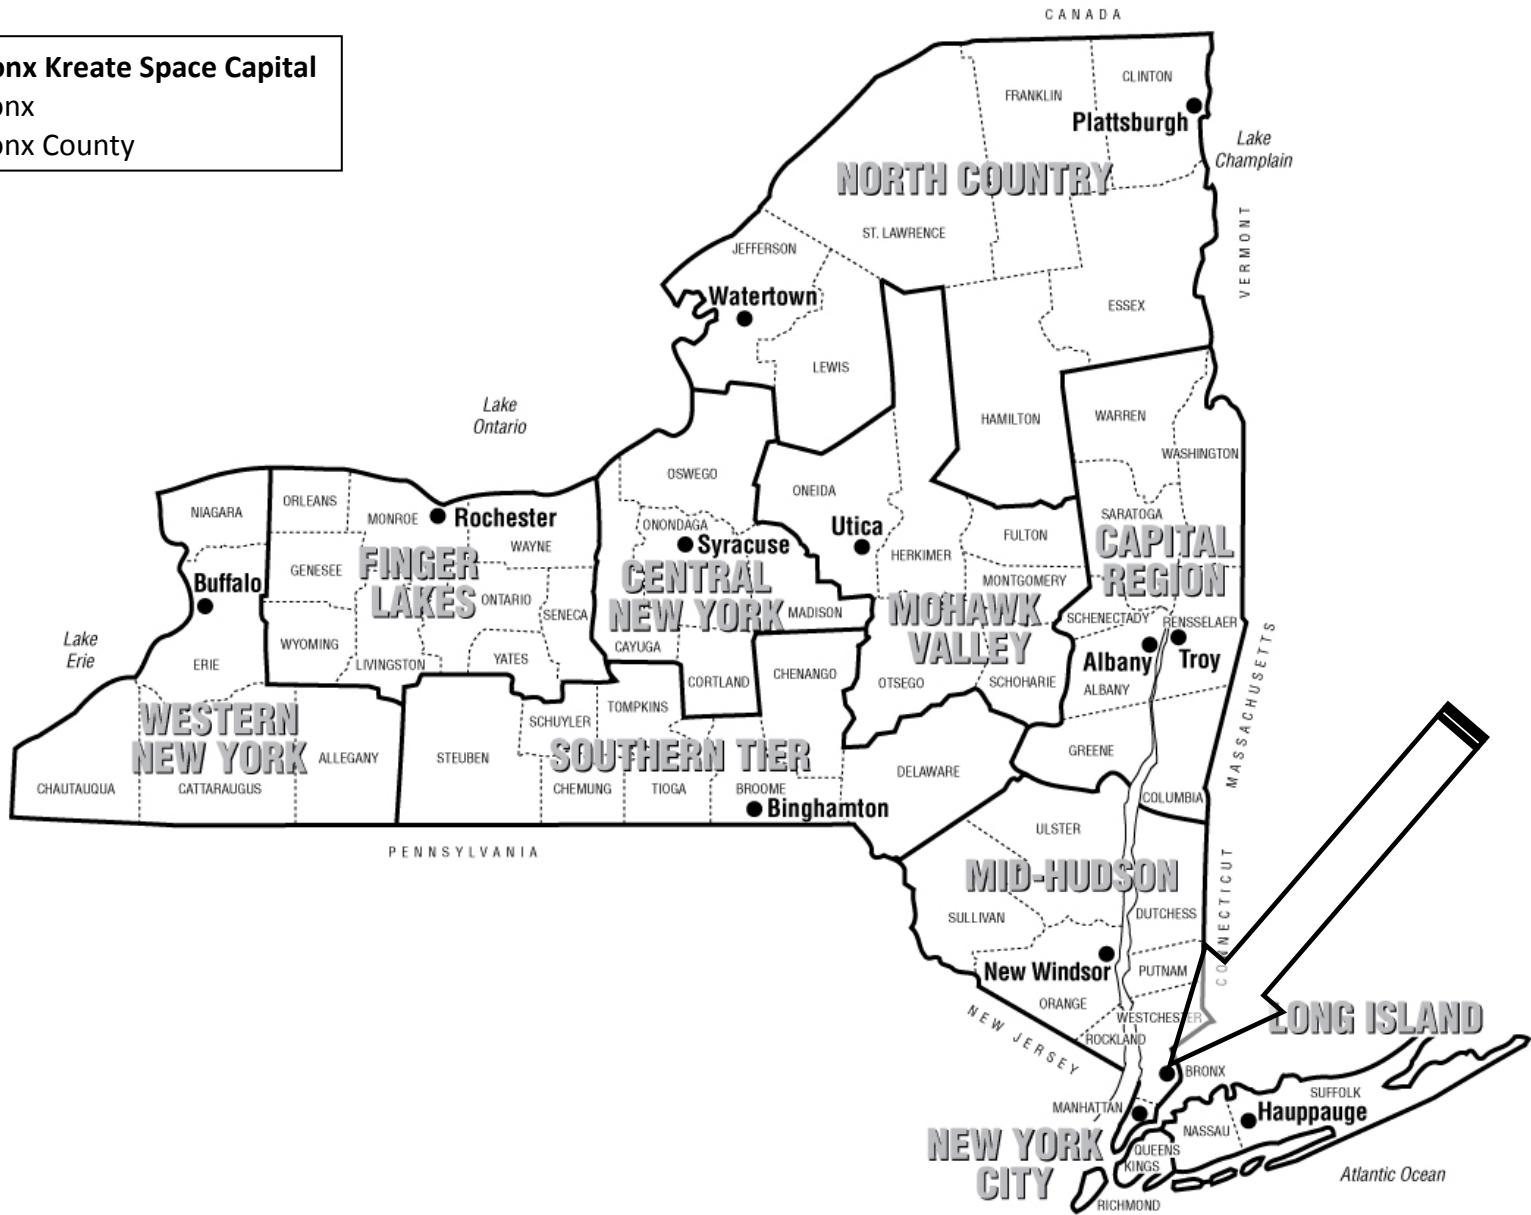 CANADA
onx Kreate Space Capital
onx
onx County
CLINTON
FRANKLIN
Plattsburgh
Lake
Champlain
NORTH COUNTRY
VERMONT
ST. LAWRENCE
JEFFERSON
Watertown
ESSEX
LEWIS
Lake
Ontario
HAMILTON
WARREN
WASHINGTON
OSWEGO
ONEIDA
NIAGARA
ORLEANS
MONROE
Rochester
WAYNE
ONONDAGA
Syracuse
Utica
HERKIMER
FULTON
SARATOGA
CAPITAL
REGION
GENESEE
FINGER
LAKES
ONTARIO
SENECA
CENTRAL
NEW YORK
MADISON
MONTGOMERY
MOHAWK
VALLEY
SCHENECTADY
RENSSELAER
Buffalo
Lake
Erie
ERIE
WYOMING
LIVINGSTON
YATES
CAYUGA
CORTLAND
CHENANGO
OTSEGO
SCHOHARIE
Albany
Troy
ALBANY
MASSACHUSETTS
WESTERN
NEW YORK
ALLEGANY
CHAUTAUQUA
CATTARAUGUS
STEUBEN
SCHUYLER
TOMPKINS
SOUTHERN TIER
CHEMUNG
TIOGA
BROOME
Binghamton
DELAWARE
GREENE
COLUMBIA
PENNSYLVANIA
ULSTER
MID-HUDSON
SULLIVAN
DUTCHESS
CONNECTICUT
New Windsor
PUTNAM
ORANGE
WESTCHESTER
ROCKLAND
NEW JERSEY
LONG ISLAND
BRONX
SUFFOLK
MANHATTAN
Hauppauge
NASSAU
NEW YORK
CITY
QUEENS
KINGS
RICHMOND
Atlantic Ocean